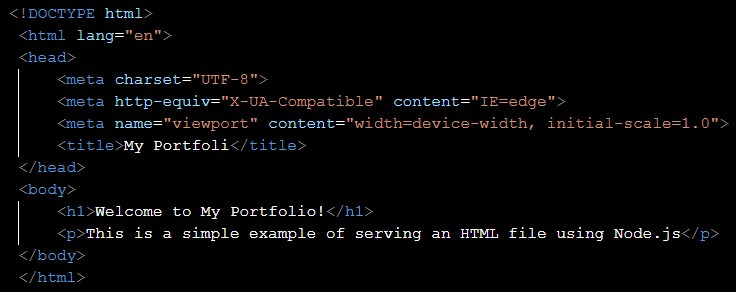 <!DOCTYPE html>
<html lang="en">
<head>
    <meta charset="UTF-8">
    <meta http-equiv="X-UA-Compatible" content="IE=edge">
    <meta name="viewport" content="width=device-width, initial-scale=1.0">
    <title>My Portfoli</title>
</head>
<body>
    <h1>Welcome to My Portfolio!</h1>
    <p>This is a simple example of serving an HTML file using Node.js</p>
</body>
</html>